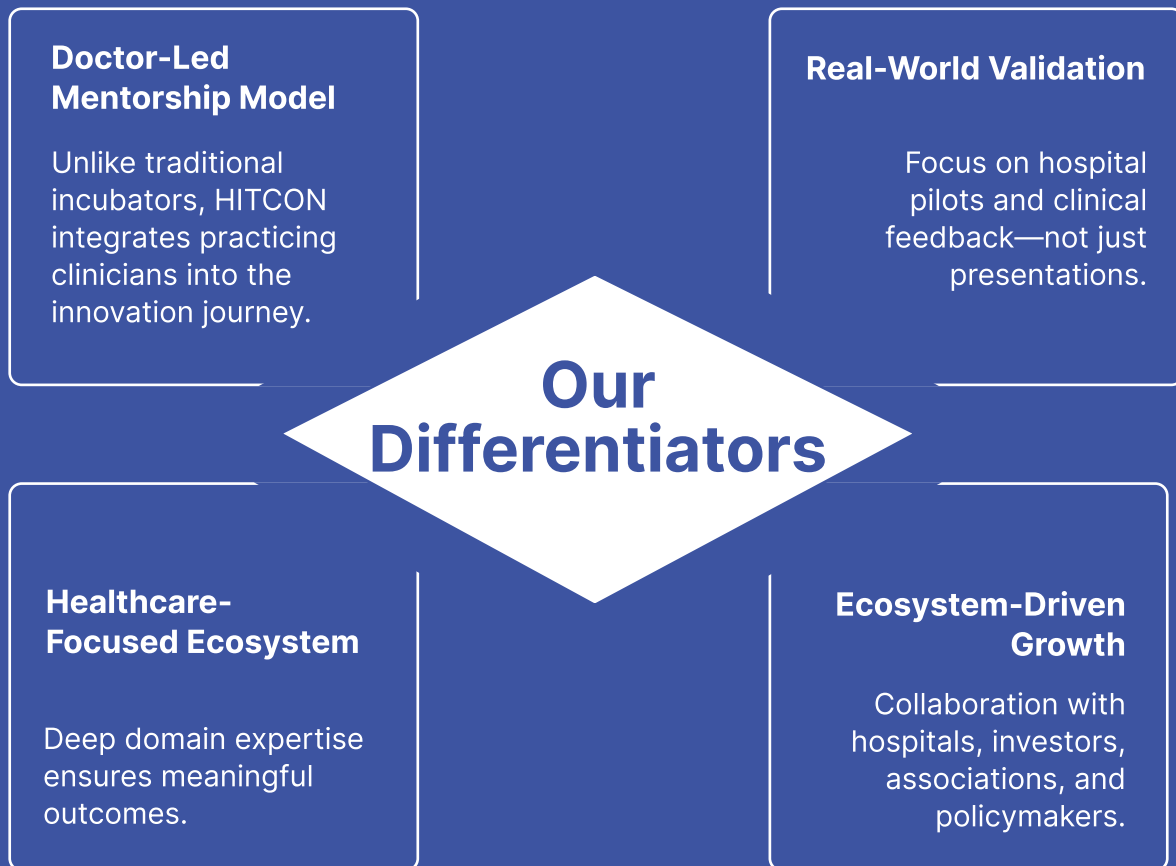 Doctor-Led
Mentorship Model
Unlike traditional
incubators, HITCON
integrates practicing
clinicians into the
innovation journey.
Real-World Validation
Focus on hospital
pilots and clinical
feedback—not just
presentations.
Our
Differentiators
Healthcare-
Focused Ecosystem
Deep domain expertise
ensures meaningful
outcomes.
Ecosystem-Driven
Growth
Collaboration with
hospitals, investors,
associations, and
policymakers.